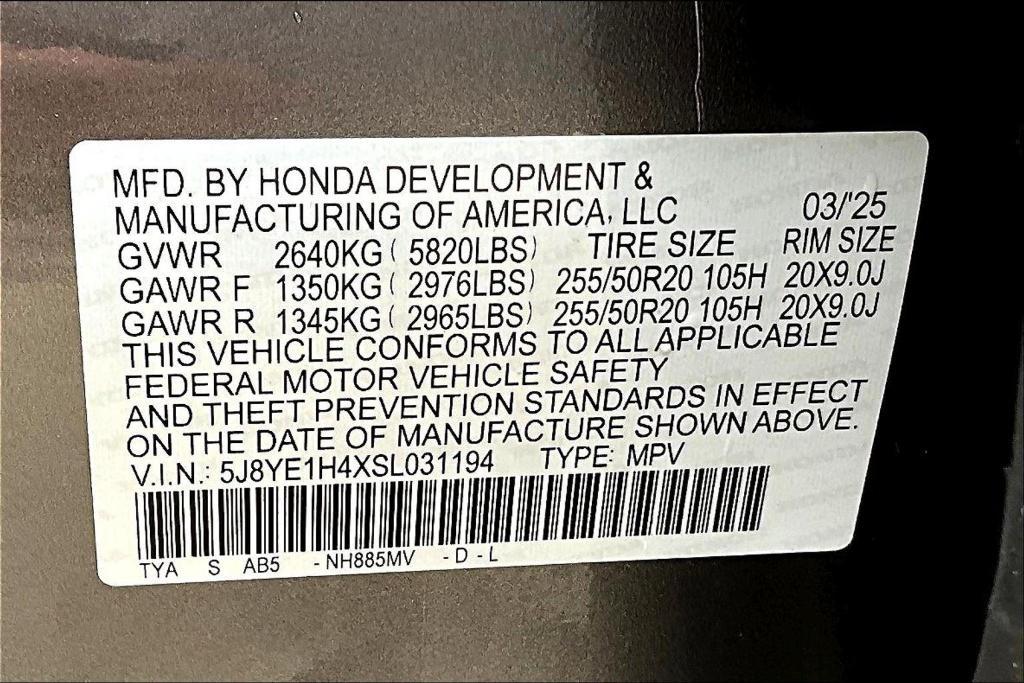 MFD. BY HONDA DEVELOPMENT &
MANUFACTURING OF AMERICA, LLC 03/'25
GVWR 2640KG ( 5820LBS) TIRE SIZE RIM SIZE
GAWR F 1350KG ( 2976LBS) 255/50R20 105H 20X9.0J
GAWR R 1345KG ( 2965LBS) 255/50R20 105H 20X9.0J
THIS VEHICLE CONFORMS TO ALL APPLICABLE
FEDERAL MOTOR VEHICLE SAFETY
AND THEFT PREVENTION STANDARDS IN EFFECT
ON THE DATE OF MANUFACTURE SHOWN ABOVE.
V.I.N.: 5J8YE1H4XSL031194 TYPE: MPV
TYA S AB5 -NH885MV -D -L